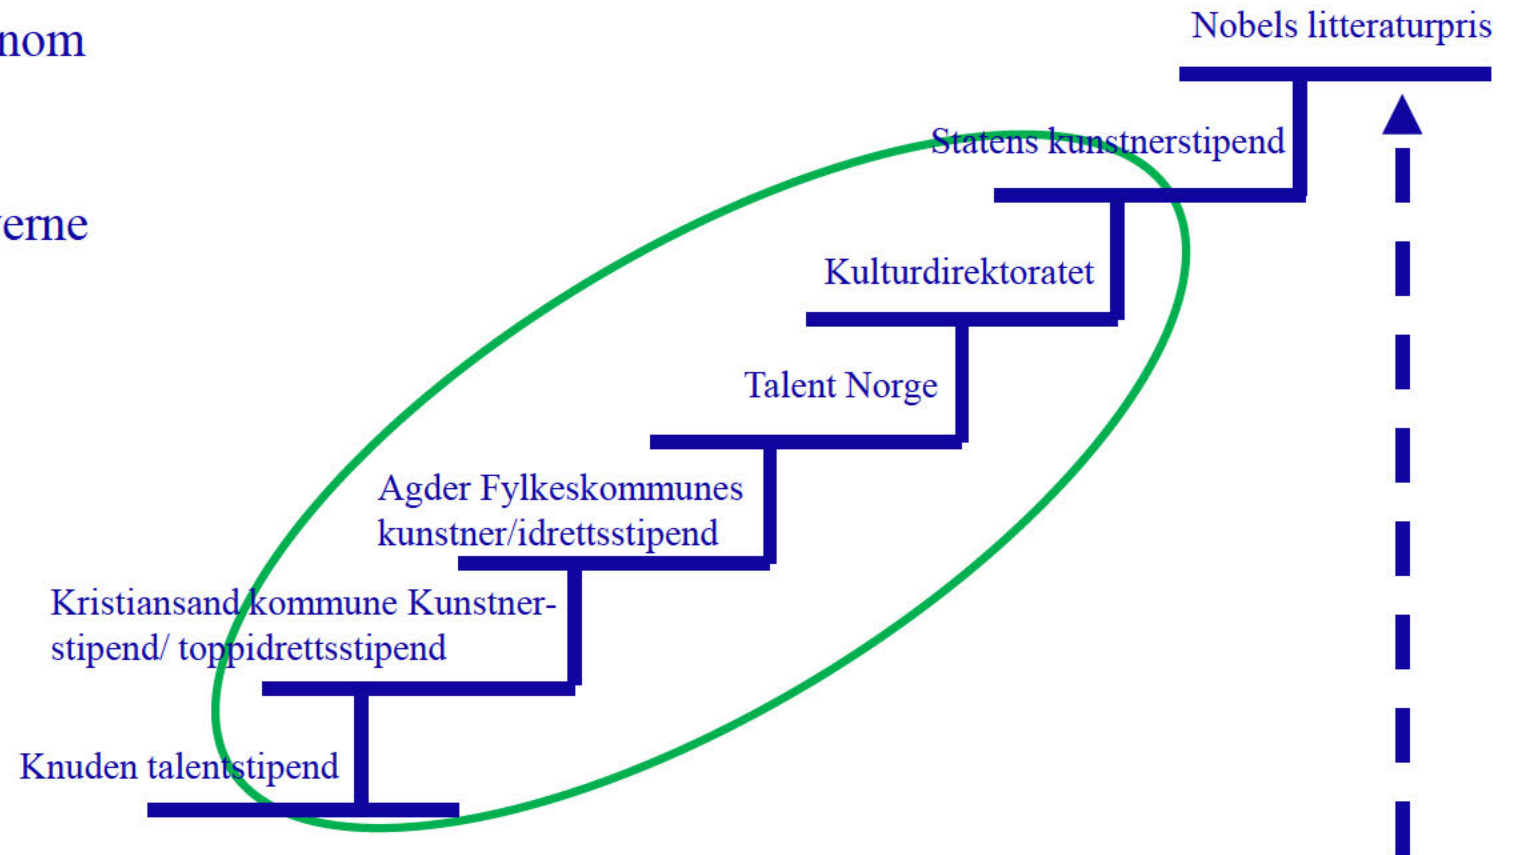 nom
Nobels litteraturpris
Statens kunstnerstipend
erne
Kulturdirektoratet
Talent Norge
Agder Fylkeskommunes
kunstner/idrettsstipend
Kristiansand kommune Kunstner-
stipend/ toppidrettsstipend
Knuden talentstipend